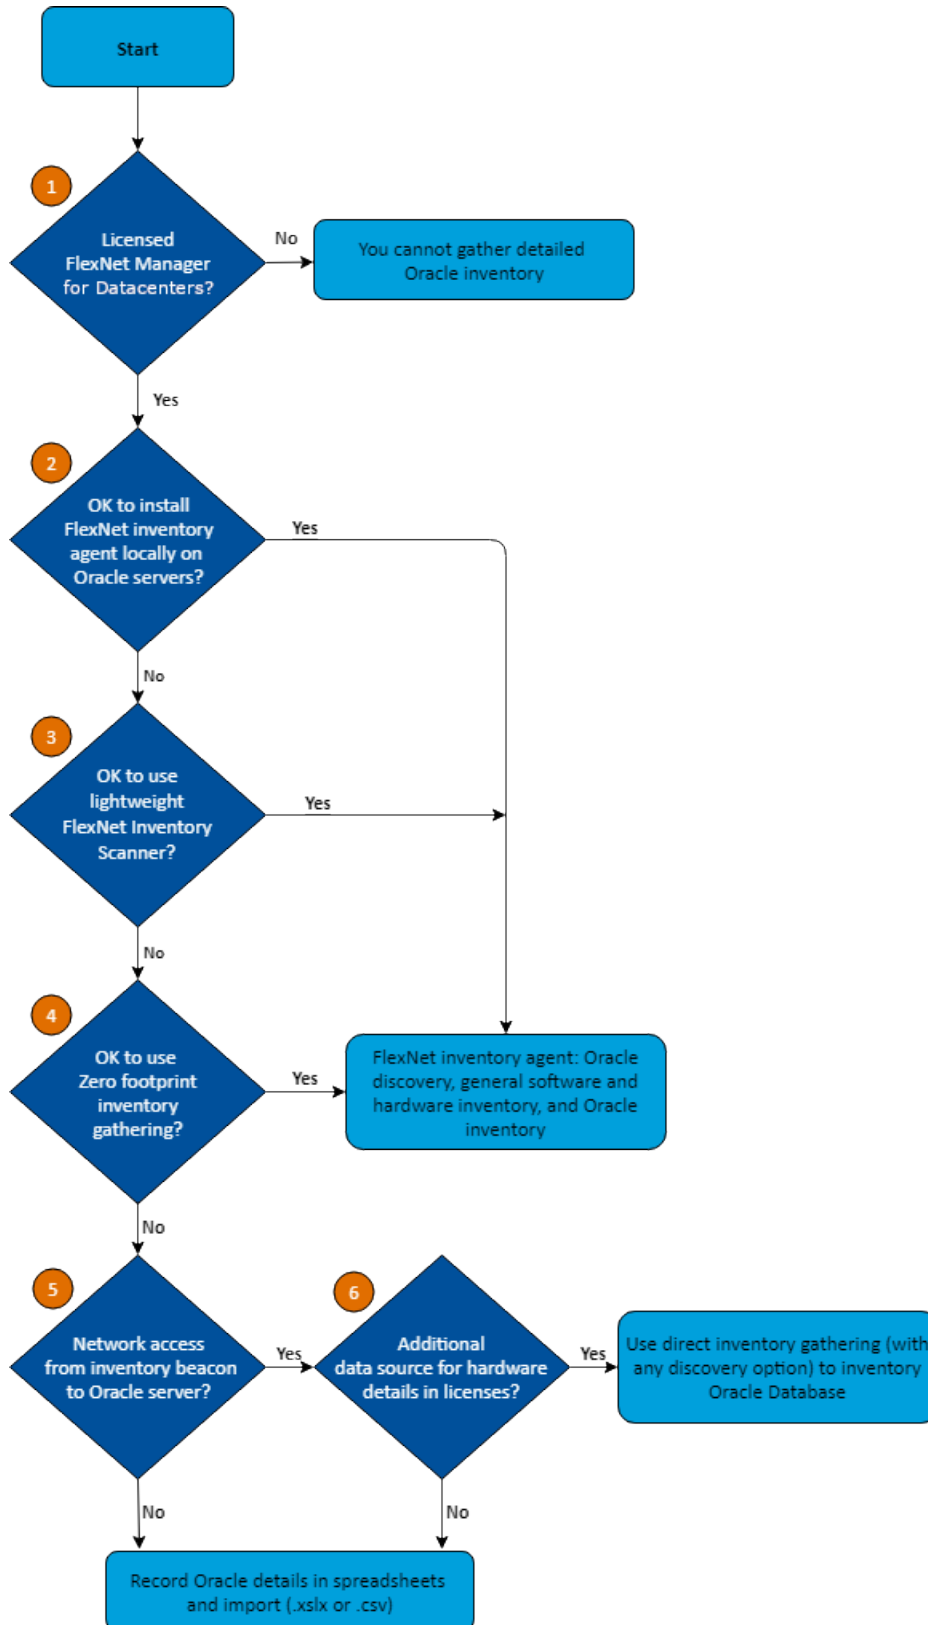 Start
1
Licensed
FlexNet Manager
for Datacenters?
No
You cannot gather detailed
Oracle inventory
Yes
2
OK to install
FlexNet inventory
agent locally on
Oracle servers?
Yes
No
3
OK to use
lightweight
FlexNet Inventory
Scanner?
Yes
No
4
OK to use
Zero footprint
inventory
gathering?
Yes
FlexNet inventory agent: Oracle
discovery, general software and
hardware inventory, and Oracle
inventory
No
5
Network access
from inventory beacon
to Oracle server?
Yes
6
Additional
data source for hardware
details in licenses?
Yes
Use direct inventory gathering (with
any discovery option) to inventory
Oracle Database
No
No
Record Oracle details in spreadsheets
and import (.xslx or .csv)